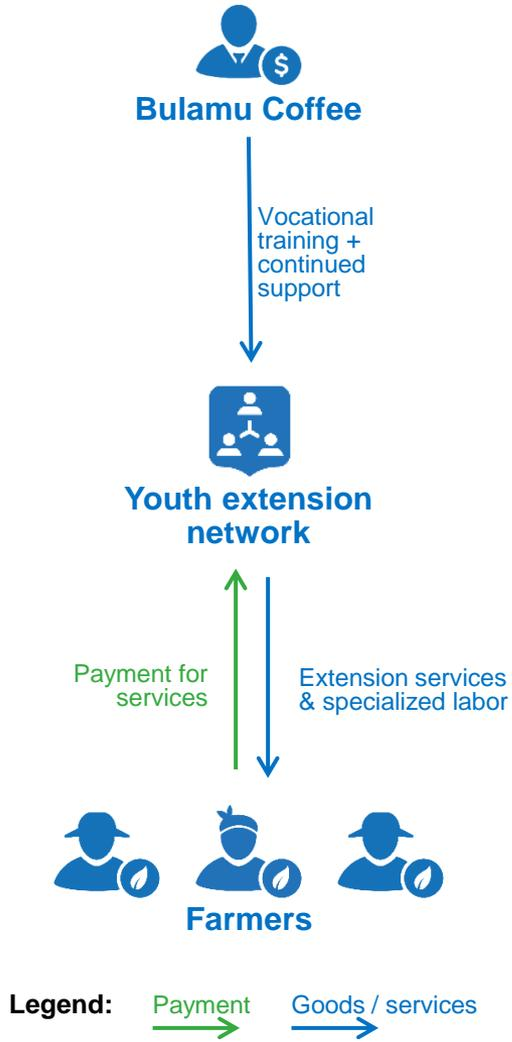 $
Bulamu Coffee
Vocational
training +
continued
support
Youth extension
network
Payment for
services
Extension services
& specialized labor
Farmers
Legend:
Payment
Goods / services